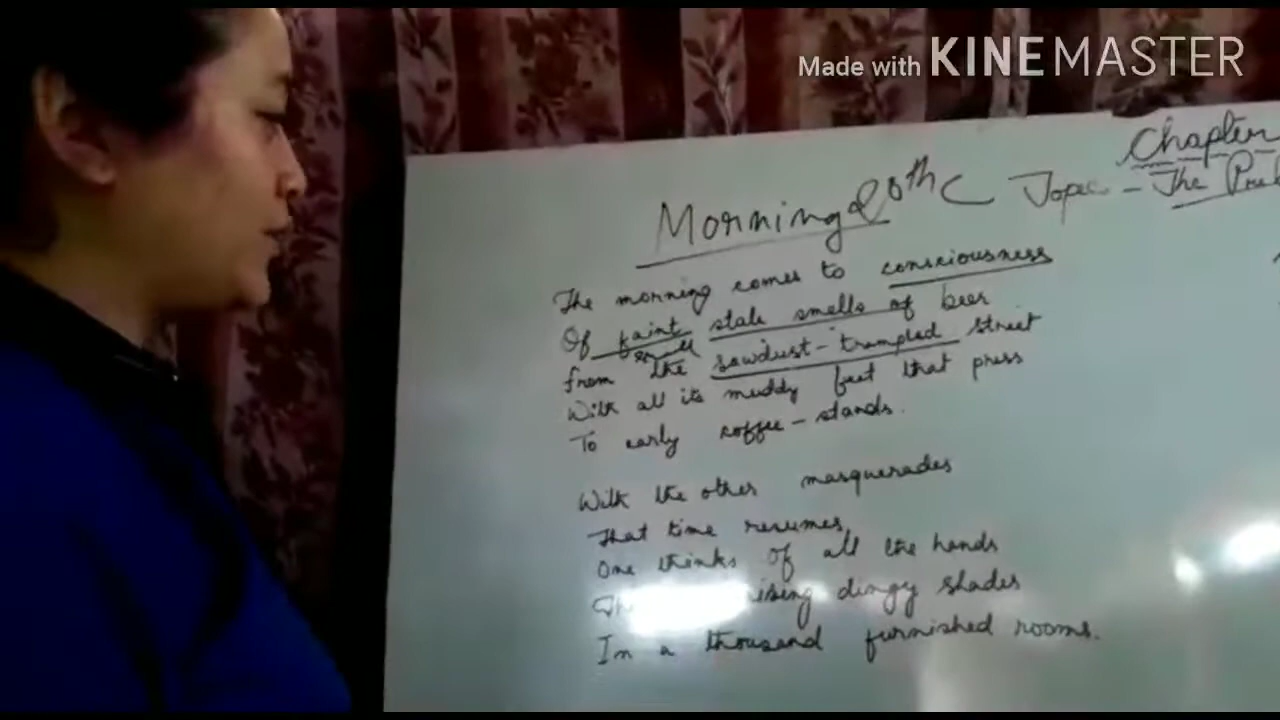 Made with KINEMASTER
Chapter
Morning 20th C Topic - The Prel
The morning comes to consciousness
Of faint stale smells of beer
small
from the sawdust-trampled street
With all its muddy feet that press
To early coffee-stands.
With the other masquerades
That time resumes,
One thinks of all the hands
dingy shades
In a thousand furnished rooms.